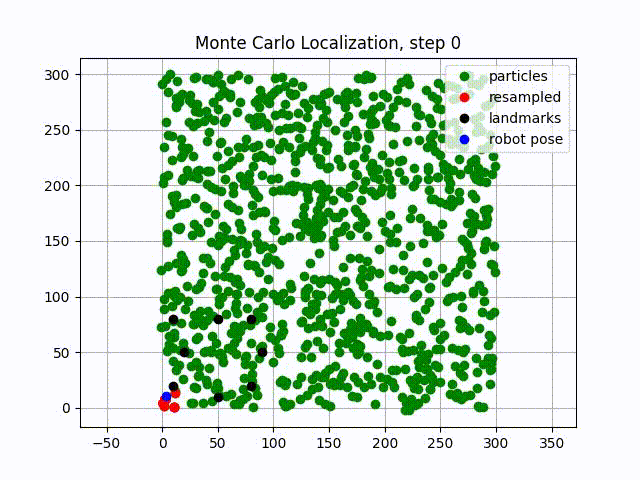 Monte Carlo Localization, step 0
particles
resampled
landmarks
robot pose
300
250
200
150
100
50
0
−50 0 50 100 150 200 250 300 350